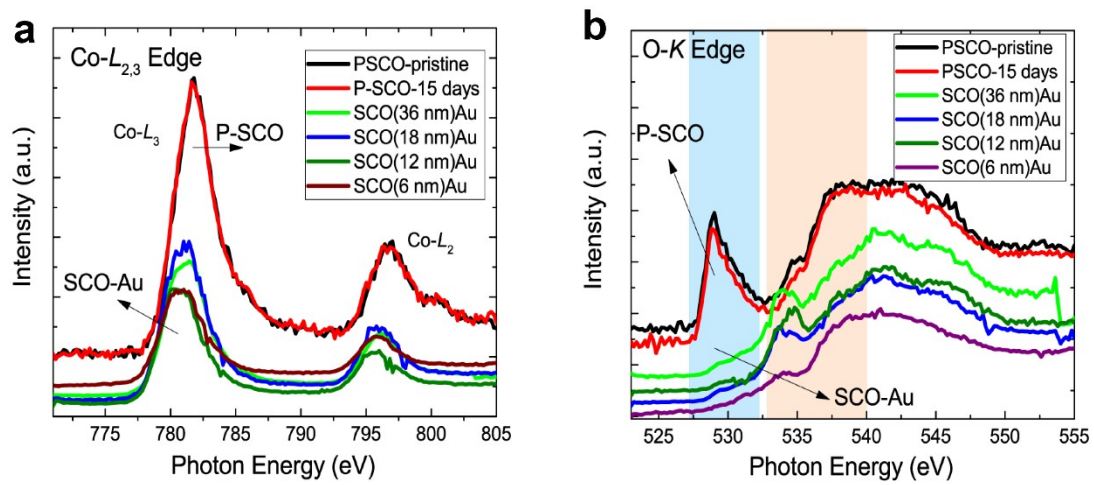 a
Co-L2,3 Edge
PSCO-pristine
P-SCO-15 days
SCO(36 nm)Au
SCO(18 nm)Au
SCO(12 nm)Au
SCO(6 nm)Au
Co-L3
P-SCO
Co-L2
SCO-Au
Intensity (a.u.)
775 780 785 790 795 800 805
Photon Energy (eV)
b
O-K Edge
PSCO-pristine
PSCO-15 days
SCO(36 nm)Au
SCO(18 nm)Au
SCO(12 nm)Au
SCO(6 nm)Au
P-SCO
SCO-Au
Intensity (a.u.)
525 530 535 540 545 550 555
Photon Energy (eV)